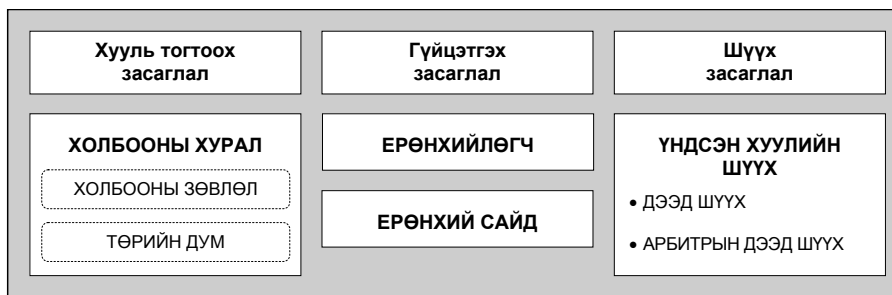 Хууль тогтоох
засаглал
Гүйцэтгэх
засаглал
Шүүх
засаглал
ХОЛБООНЫ ХУРАЛ
ХОЛБООНЫ ЗӨВЛӨЛ
ТӨРИЙН ДУМ
ЕРӨНХИЙЛӨГЧ
ЕРӨНХИЙ САЙД
ҮНДСЭН ХУУЛИЙН
ШҮҮХ
• ДЭЭД ШҮҮХ
• АРБИТРЫН ДЭЭД ШҮҮХ